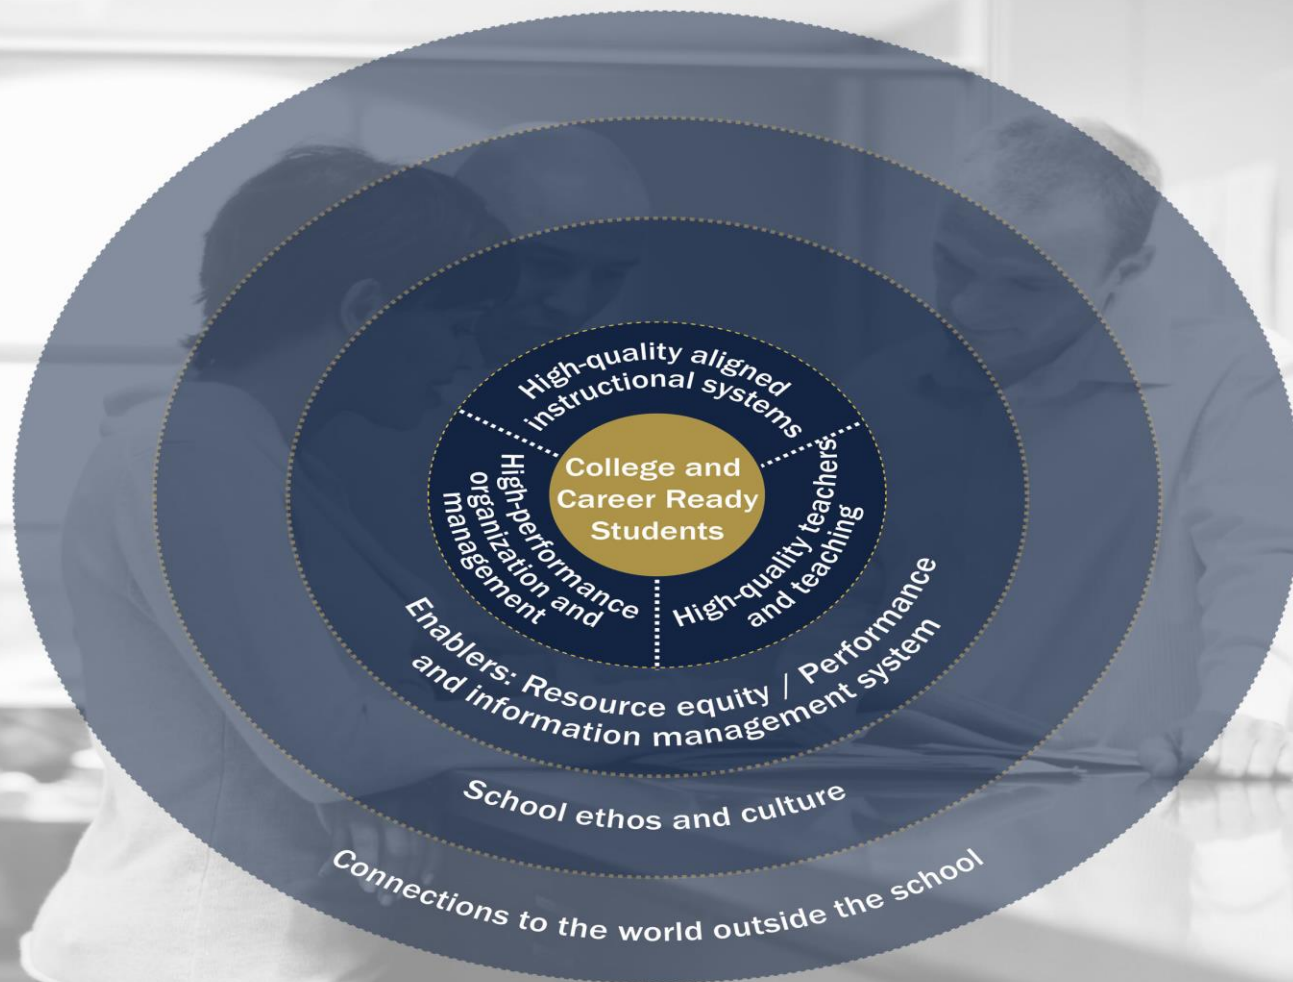 High-quality aligned
instructional systems
College and
Career Ready
Students
High-performance
organization and
management
High-quality teachers
and teaching
Enablers: Resource equity / Performance
and information management system
School ethos and culture
Connections to the world outside the school